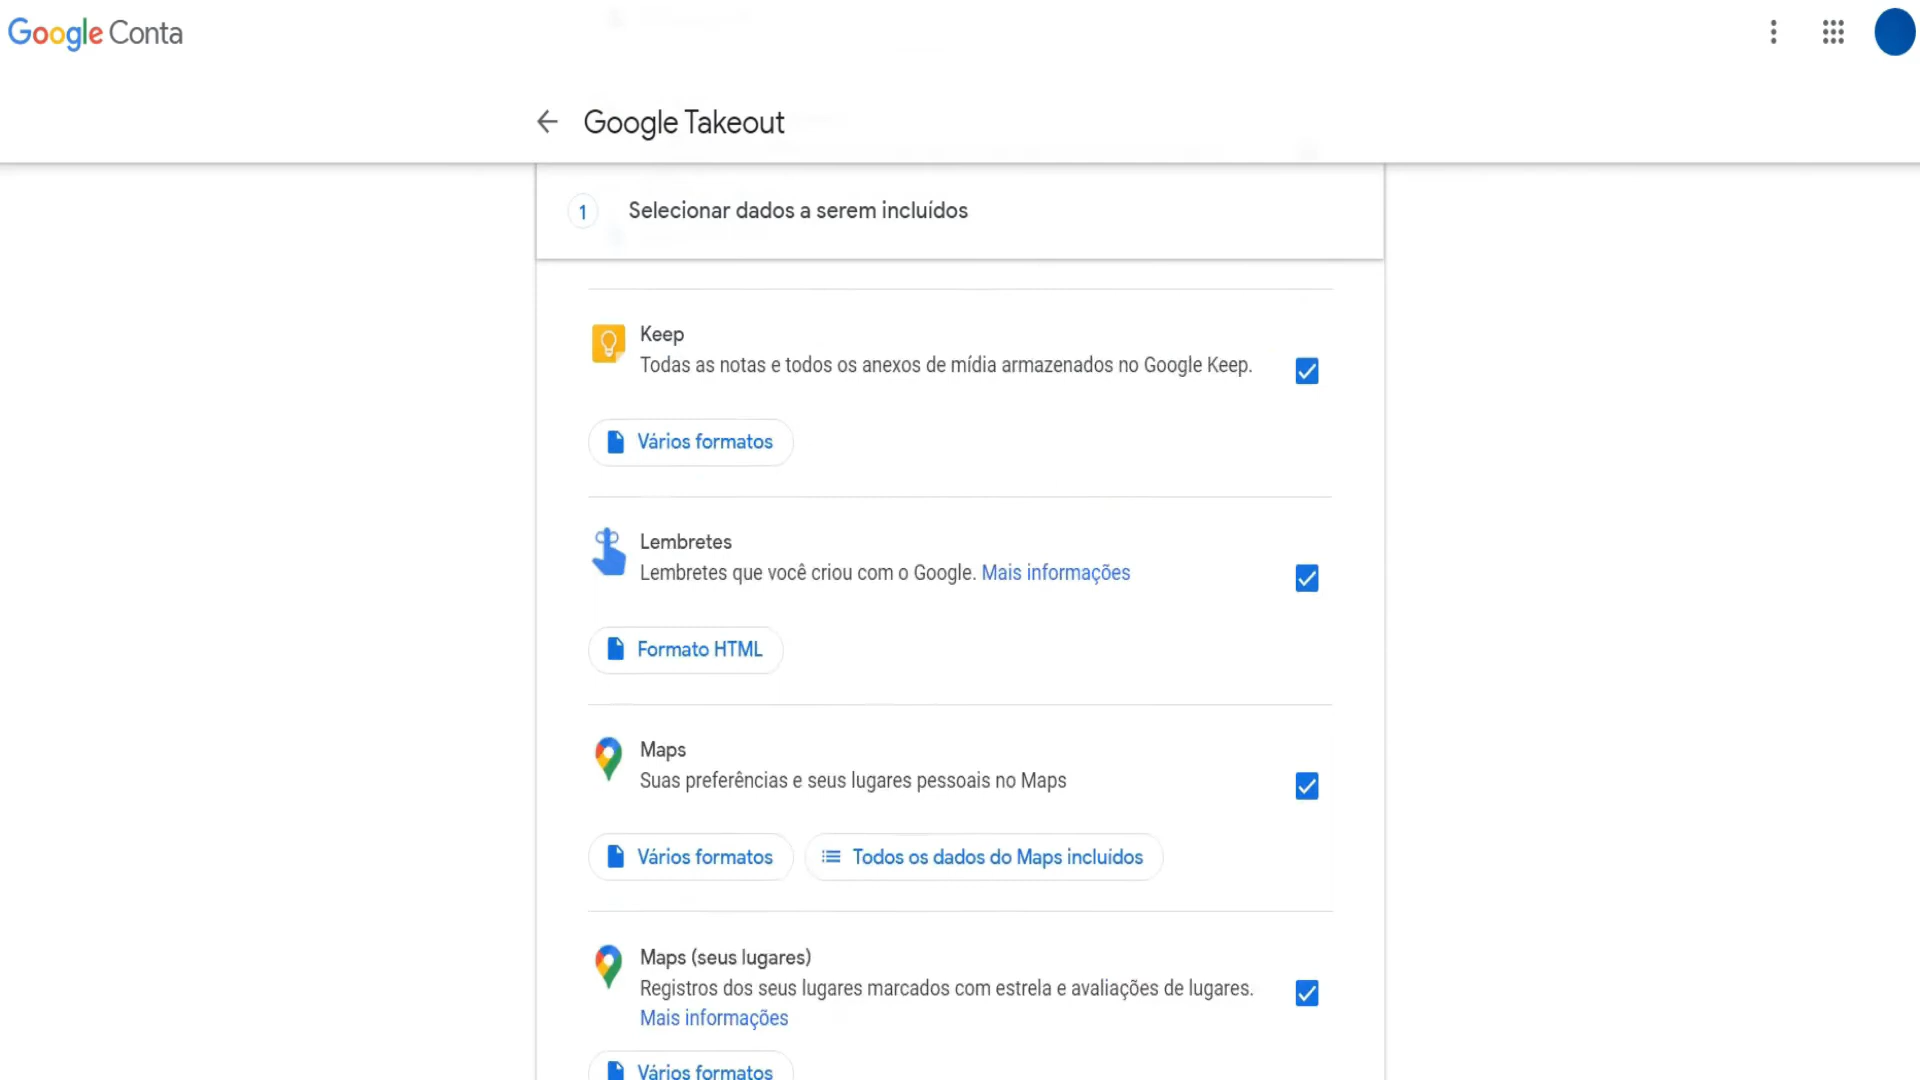 Google Conta
Google Takeout
1 Selecionar dados a serem incluídos
Keep
Todas as notas e todos os anexos de mídia armazenados no Google Keep.
Vários formatos
Lembretes
Lembretes que você criou com o Google. Mais informações
Formato HTML
Maps
Suas preferências e seus lugares pessoais no Maps
Vários formatos Todos os dados do Maps incluídos
Maps (seus lugares)
Registros dos seus lugares marcados com estrela e avaliações de lugares.
Mais informações
Vários formatos